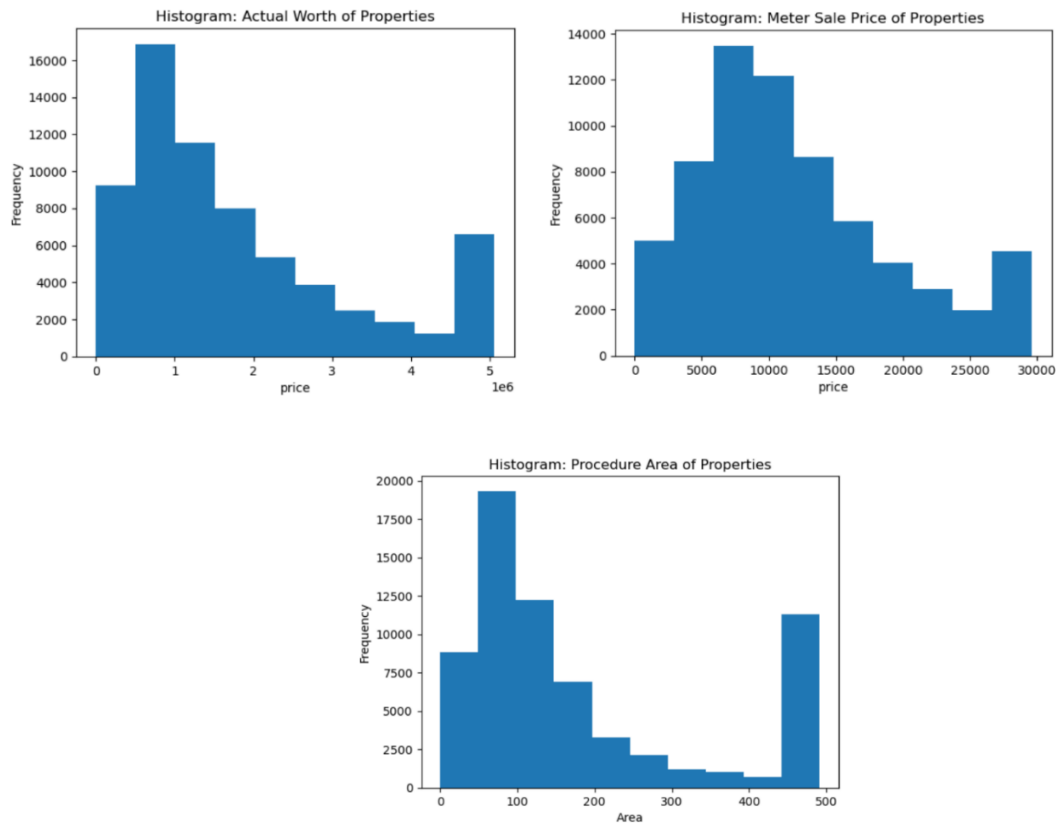 Histogram: Actual Worth of Properties
16000
14000
12000
10000
8000
6000
4000
2000
0
Frequency
0 1 2 3 4 5
1e6
price
Histogram: Meter Sale Price of Properties
14000
12000
10000
8000
6000
4000
2000
0
Frequency
0 5000 10000 15000 20000 25000 30000
price
Histogram: Procedure Area of Properties
20000
17500
15000
12500
10000
7500
5000
2500
0
Frequency
0 100 200 300 400 500
Area